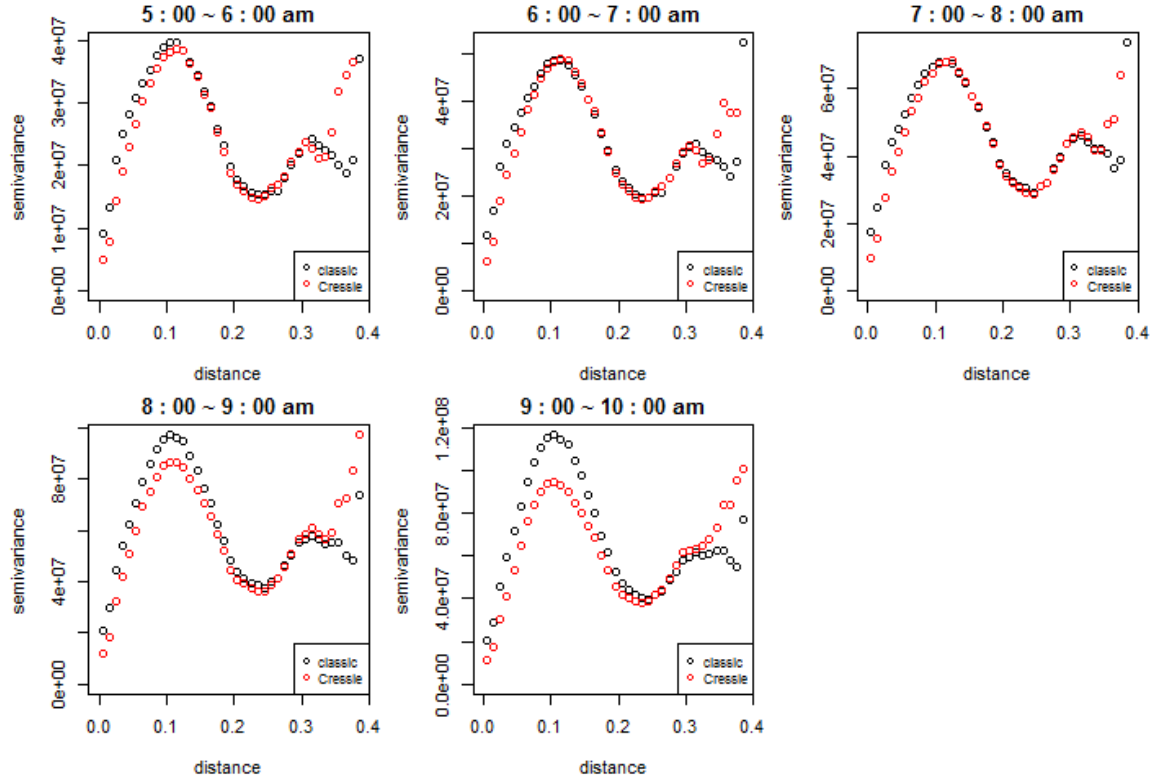 5 : 00 ~ 6 : 00 am
semivariance
0e+00 1e+07 2e+07 3e+07 4e+07
classic
Cressie
0.0 0.1 0.2 0.3 0.4
distance
6 : 00 ~ 7 : 00 am
semivariance
0e+00 2e+07 4e+07
classic
Cressie
0.0 0.1 0.2 0.3 0.4
distance
7 : 00 ~ 8 : 00 am
semivariance
0e+00 2e+07 4e+07 6e+07
classic
Cressie
0.0 0.1 0.2 0.3 0.4
distance
8 : 00 ~ 9 : 00 am
semivariance
0e+00 4e+07 8e+07
classic
Cressie
0.0 0.1 0.2 0.3 0.4
distance
9 : 00 ~ 10 : 00 am
semivariance
0.0e+00 4.0e+07 8.0e+07 1.2e+08
classic
Cressie
0.0 0.1 0.2 0.3 0.4
distance